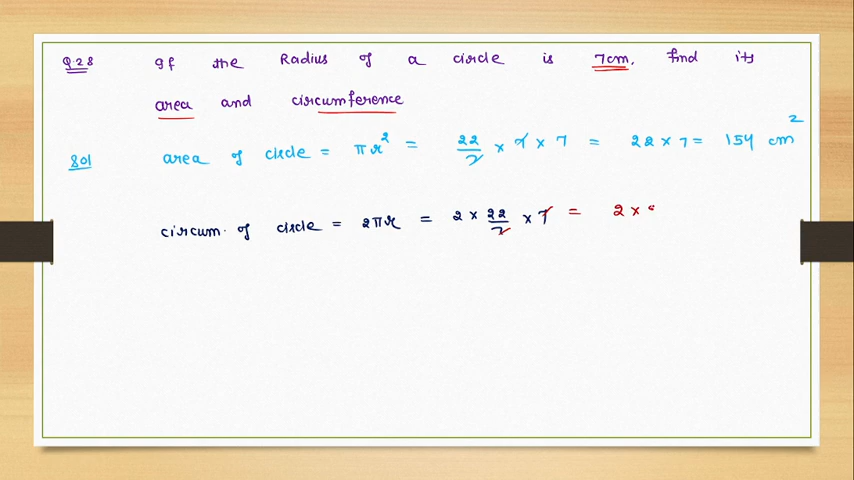 Q.28 If the Radius of a circle is 7cm, find its
area and circumference
Sol area of circle = πr² = 22/7 × 7 × 7 = 22 × 7 = 154 cm²
circum. of circle = 2πr = 2 × 22/7 × 7 = 2 ×